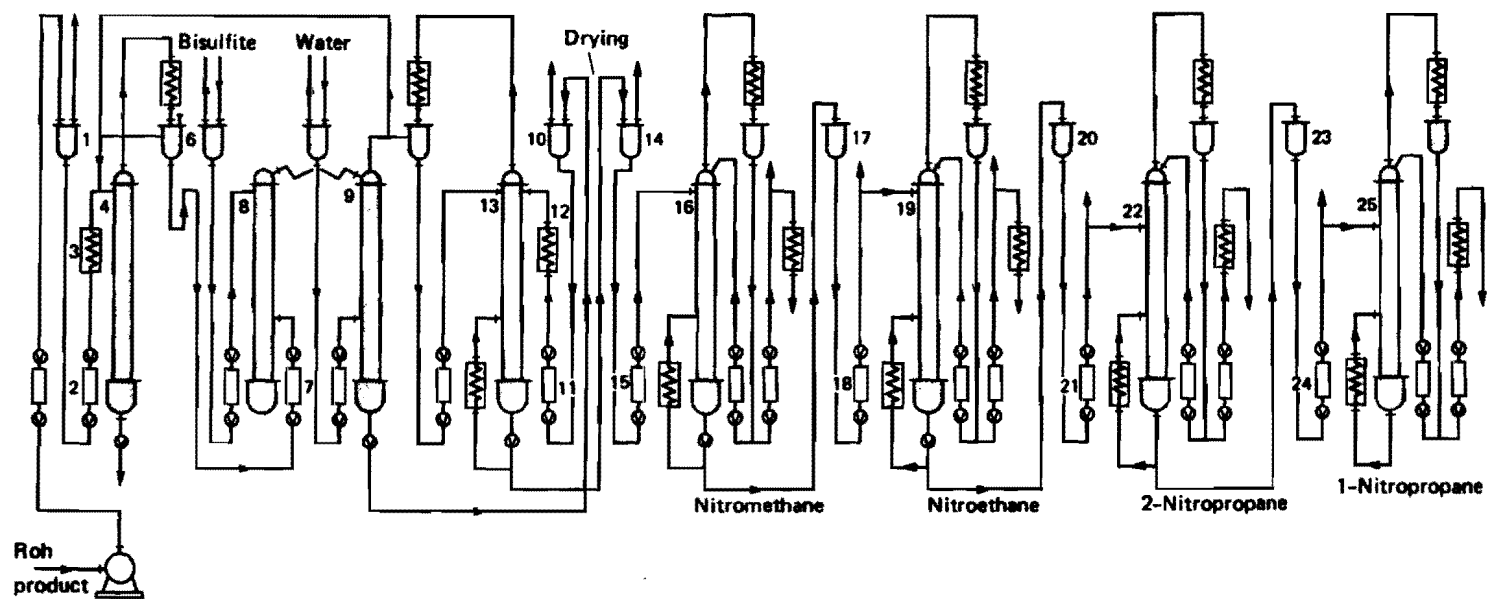 Bisulfite
Water
Drying
1
6
10
14
17
20
23
4
8
9
13
12
16
19
22
25
3
2
7
11
15
18
21
24
Nitromethane
Nitroethane
2-Nitropropane
1-Nitropropane
Roh
product